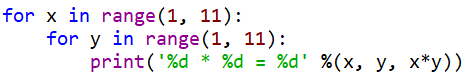 for x in range(1, 11):
    for y in range(1, 11):
        print('%d * %d = %d' %(x, y, x*y))